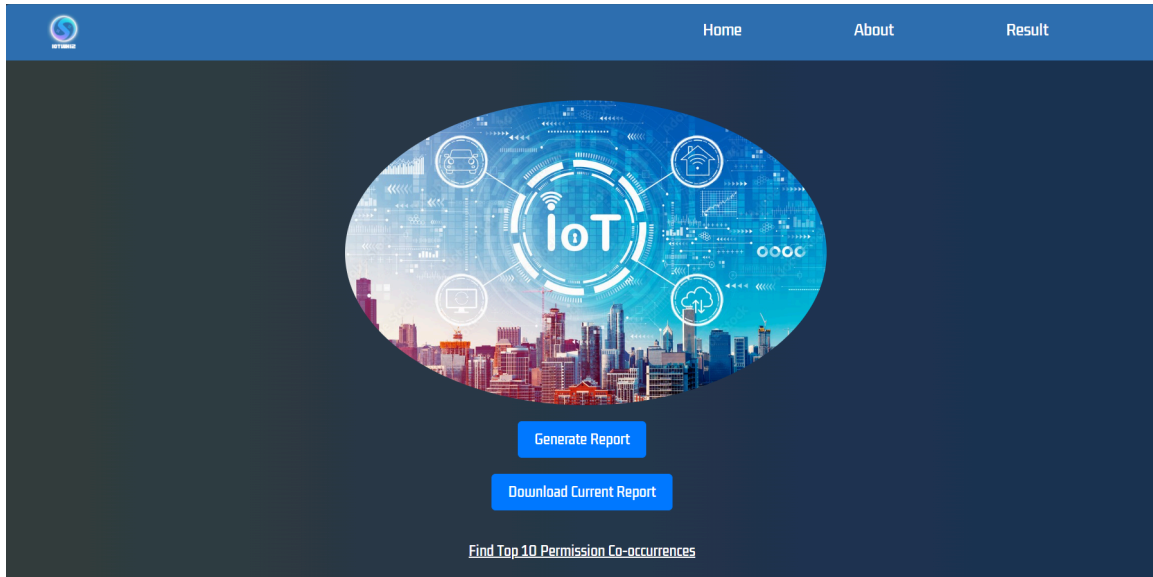 Home
About
Result
IoT
Generate Report
Download Current Report
Find Top 10 Permission Co-occurrences